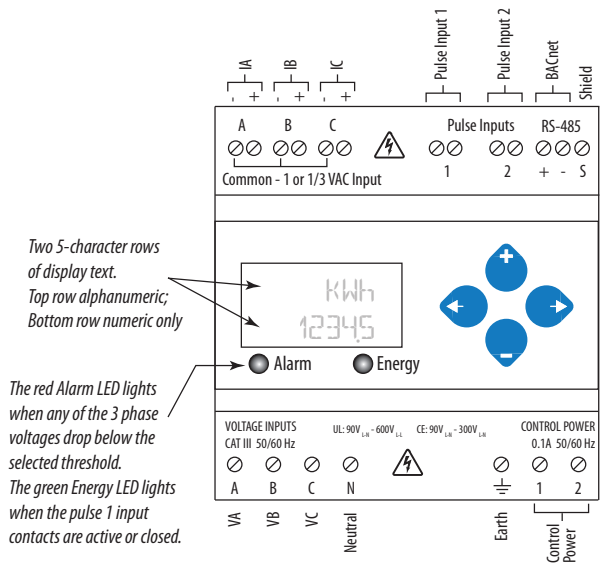 IA IB IC Pulse Input 1 Pulse Input 2 BACnet Shield
- + - + - +
A B C Pulse Inputs RS-485
1 2 + - S
Common - 1 or 1/3 VAC Input
Two 5-character rows
of display text.
Top row alphanumeric;
Bottom row numeric only
KWh
1234.5
Alarm Energy
+
-
The red Alarm LED lights
when any of the 3 phase
voltages drop below the
selected threshold.
The green Energy LED lights
when the pulse 1 input
contacts are active or closed.
VOLTAGE INPUTS UL: 90V L-N - 600V L-L CE: 90V L-N - 300V L-N CONTROL POWER
CAT III 50/60 Hz 0.1A 50/60 Hz
A B C N 1 2
VA VB VC Neutral Earth Control
Power